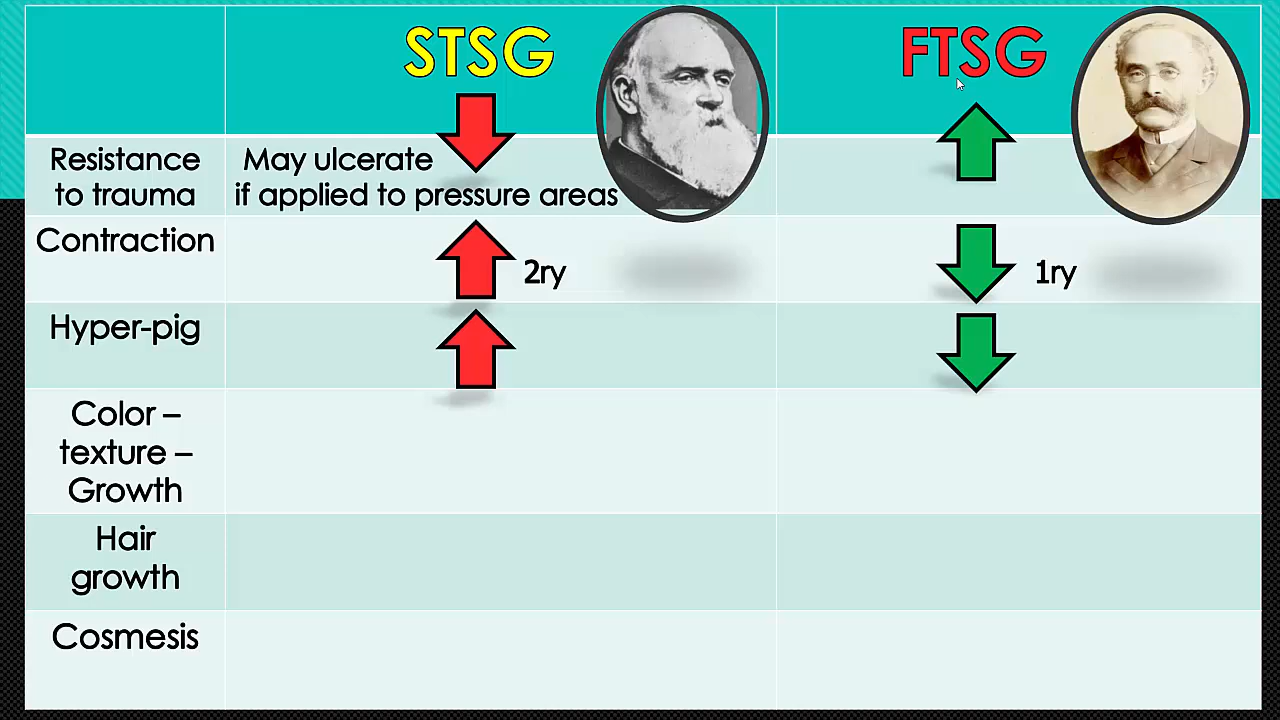 STSG
FTSG
Resistance
to trauma
May ulcerate
if applied to pressure areas
Contraction
2ry
1ry
Hyper-pig
Color –
texture –
Growth
Hair
growth
Cosmesis